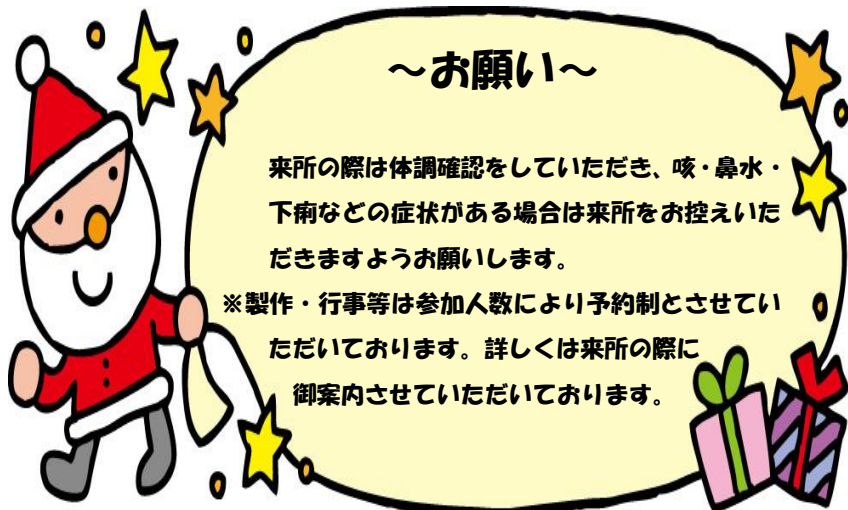 ～お願い～
来所の際は体調確認をしていただき、咳・鼻水・
下痢などの症状がある場合は来所をお控えいた
だきますようお願いします。
※製作・行事等は参加人数により予約制とさせてい
ただいております。詳しくは来所の際に
御案内させていただいております。